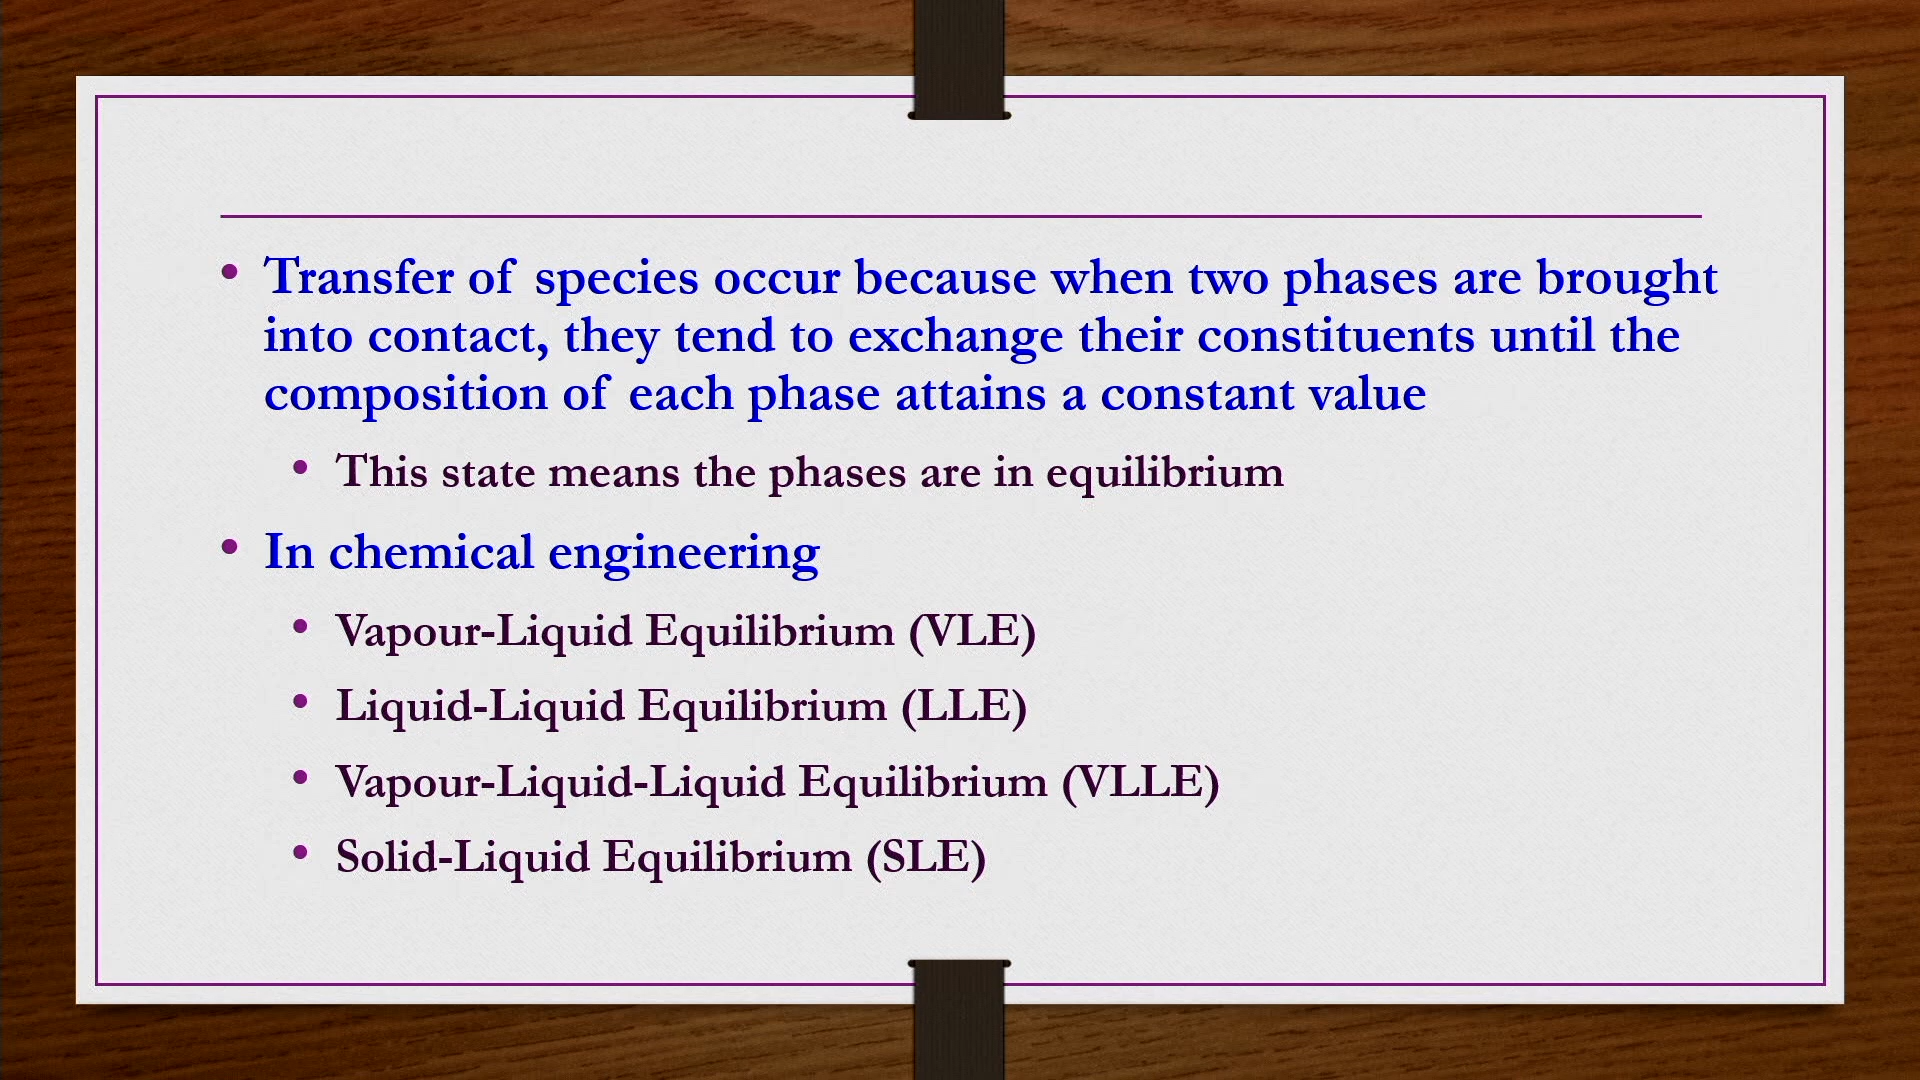 • Transfer of species occur because when two phases are brought
into contact, they tend to exchange their constituents until the
composition of each phase attains a constant value
• This state means the phases are in equilibrium
• In chemical engineering
• Vapour-Liquid Equilibrium (VLE)
• Liquid-Liquid Equilibrium (LLE)
• Vapour-Liquid-Liquid Equilibrium (VLLE)
• Solid-Liquid Equilibrium (SLE)